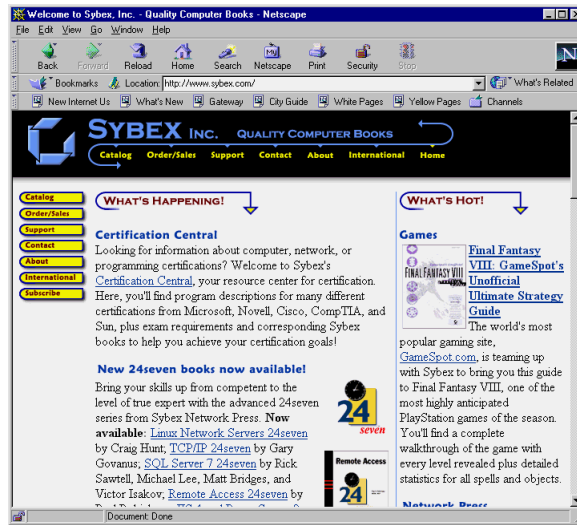 Welcome to Sybex, Inc. - Quality Computer Books - Netscape
File Edit View Go Window Help
Back Forward Reload Home Search Netscape Print Security Stop
N
Bookmarks Location: http://www.sybex.com/ What's Related
New Internet Us What's New Gateway City Guide White Pages Yellow Pages Channels
SYBEX INC. QUALITY COMPUTER BOOKS
Catalog Order/Sales Support Contact About International Home
Catalog
Order/Sales
Support
Contact
About
International
Subscribe
WHAT'S HAPPENING!
Certification Central
Looking for information about computer, network, or
programming certifications? Welcome to Sybex's
Certification Central, your resource center for certification.
Here, you'll find program descriptions for many different
certifications from Microsoft, Novell, Cisco, CompTIA, and
Sun, plus exam requirements and corresponding Sybex
books to help you achieve your certification goals!
New 24seven books now available!
Bring your skills up from competent to the
level of true expert with the advanced 24seven
series from Sybex Network Press. Now
available: Linux Network Servers 24seven
by Craig Hunt; TCP/IP 24seven by Gary
Govanus; SQL Server 7 24seven by Rick
Sawtell, Michael Lee, Matt Bridges, and
Victor Isakov; Remote Access 24seven by
24
seven
Remote Access
24
WHAT'S HOT!
Games
FINAL FANTASY VIII
Final Fantasy
VIII: GameSpot's
Unofficial
Ultimate Strategy
Guide
The world's most
popular gaming site,
GameSpot.com, is teaming up
with Sybex to bring you this guide
to Final Fantasy VIII, one of the
most highly anticipated
PlayStation games of the season.
You'll find a complete
walkthrough of the game with
every level revealed plus detailed
statistics for all spells and objects.
Network Press
Document: Done